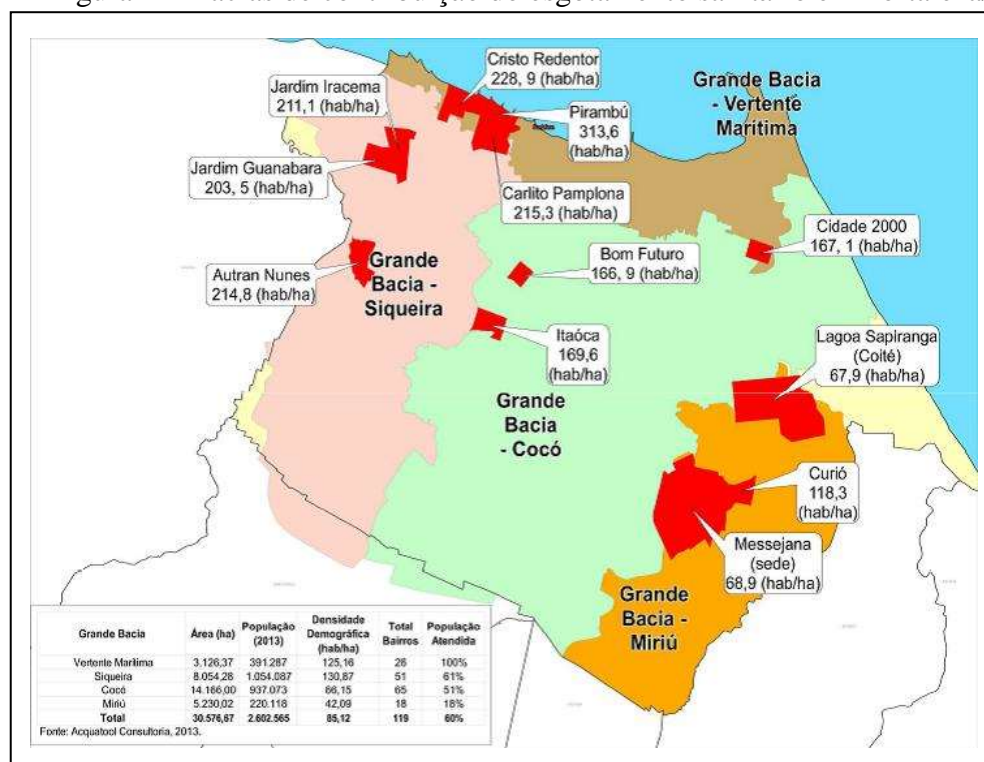 Cristo Redentor
228, 9 (hab/ha)
Jardim Iracema
211,1 (hab/ha)
Pirambú
313,6
(hab/ha)
Grande Bacia
- Vertente
Marítima
Jardim Guanabara
203, 5 (hab/ha)
Carlito Pamplona
215,3 (hab/ha)
Cidade 2000
167, 1 (hab/ha)
Bom Futuro
166, 9 (hab/ha)
Autran Nunes
214,8 (hab/ha)
Grande
Bacia -
Siqueira
Itaóca
169,6
(hab/ha)
Lagoa Sapiranga
(Coité)
67,9 (hab/ha)
Grande
Bacia
- Cocó
Curió
118,3
(hab/ha)
Messejana
(sede)
68,9 (hab/ha)
Grande
Bacia -
Miriú
Grande Bacia Área (ha) População (2013) Densidade Demográfica (hab/ha) Total Bairros População Atendida
Vertente Marítima 3.126,37 391.287 125,16 26 100%
Siqueira 8.054,28 1.054.087 130,87 51 61%
Cocó 14.166,00 937.073 66,15 65 51%
Miriú 5.230,02 220.118 42,09 18 18%
Total 30.576,67 2.602.565 85,12 119 60%
Fonte: Acquatool Consultoria, 2013.